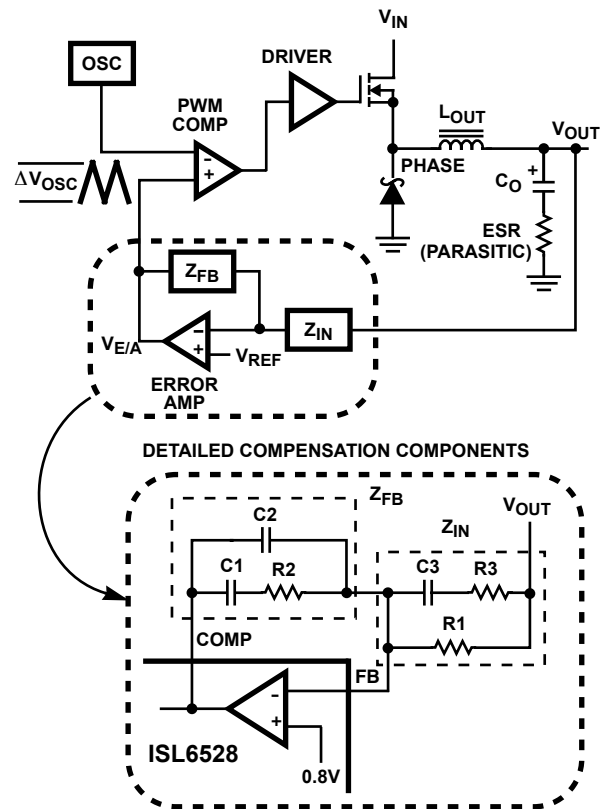 V_IN
OSC
DRIVER
PWM
COMP
L_OUT
V_OUT
PHASE
ΔV_OSC
C_O
+
ESR
(PARASITIC)
-
+
Z_FB
Z_IN
-
+
V_E/A
V_REF
ERROR
AMP
DETAILED COMPENSATION COMPONENTS
Z_FB
V_OUT
C2
Z_IN
C1
R2
C3
R3
R1
COMP
FB
-
+
ISL6528
0.8V